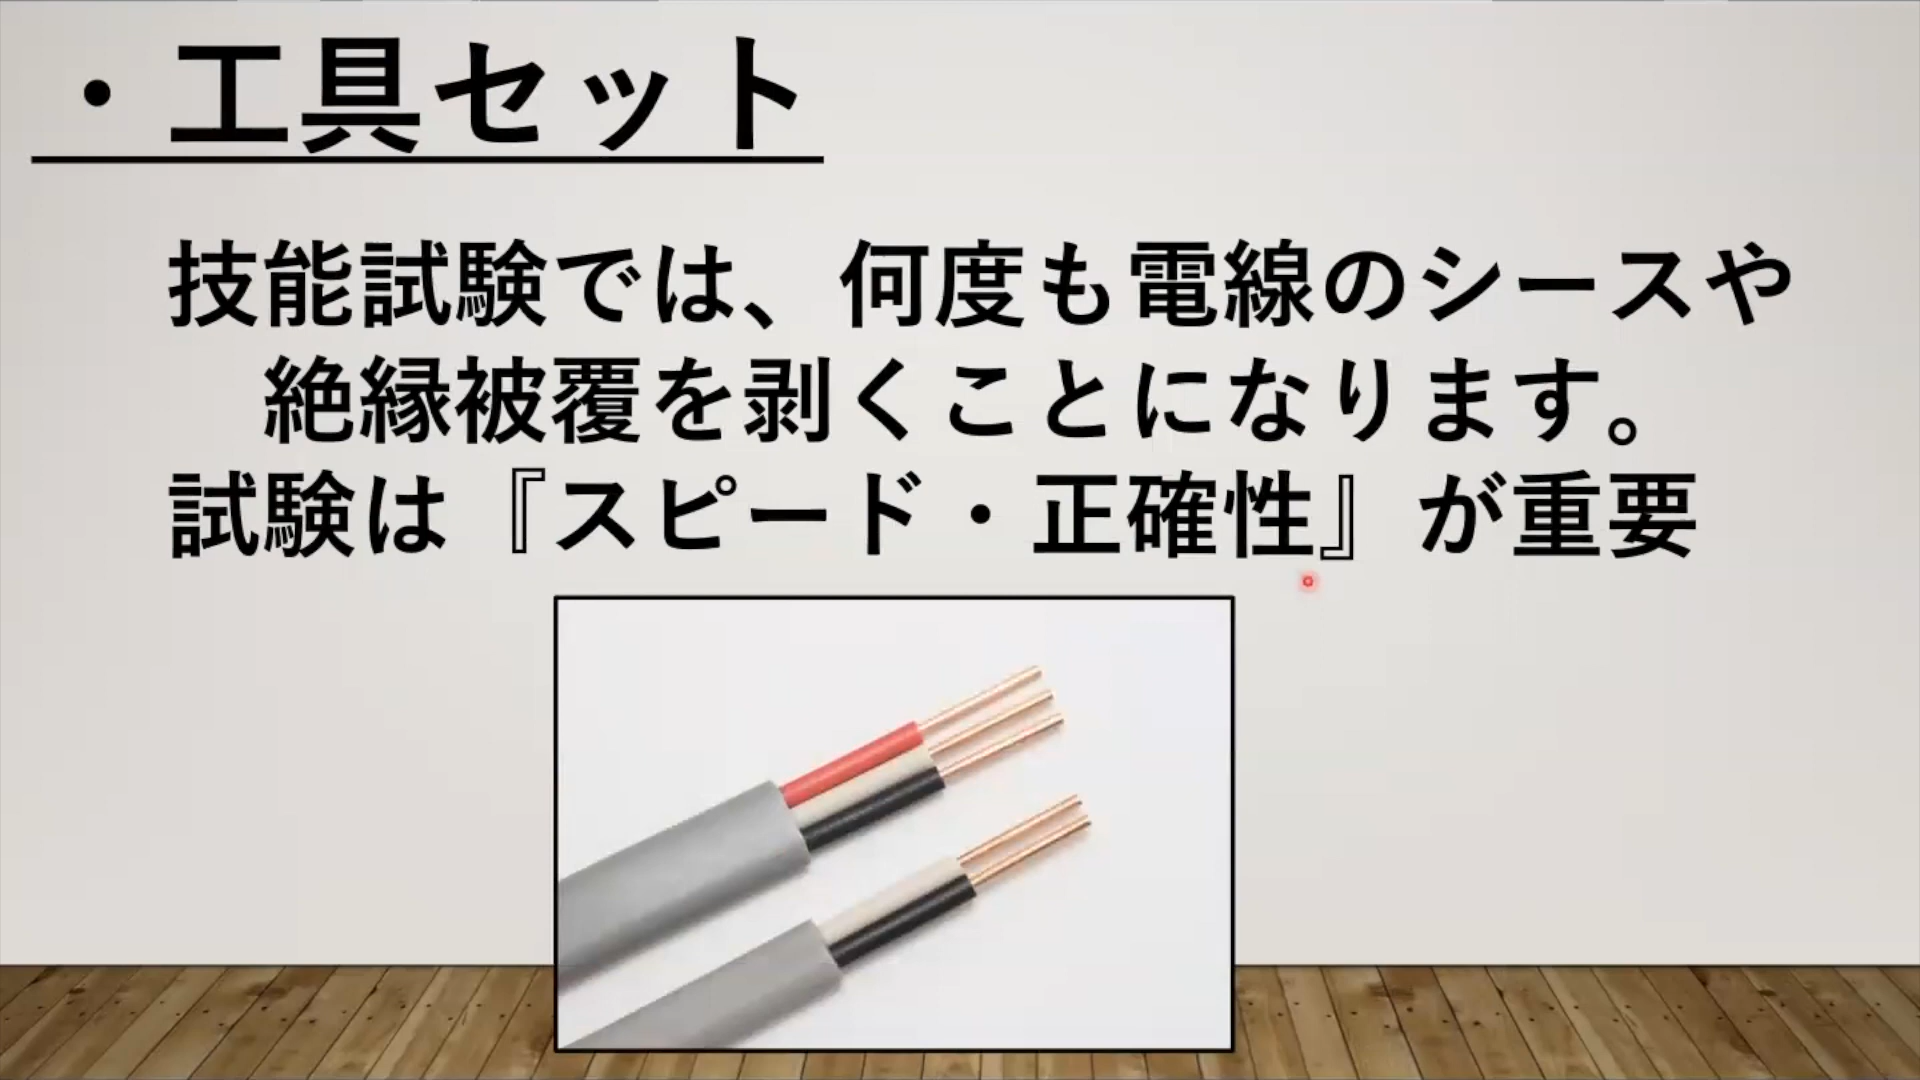 ・工具セット
技能試験では、何度も電線のシースや
絶縁被覆を剥くことになります。
試験は『スピード・正確性』が重要